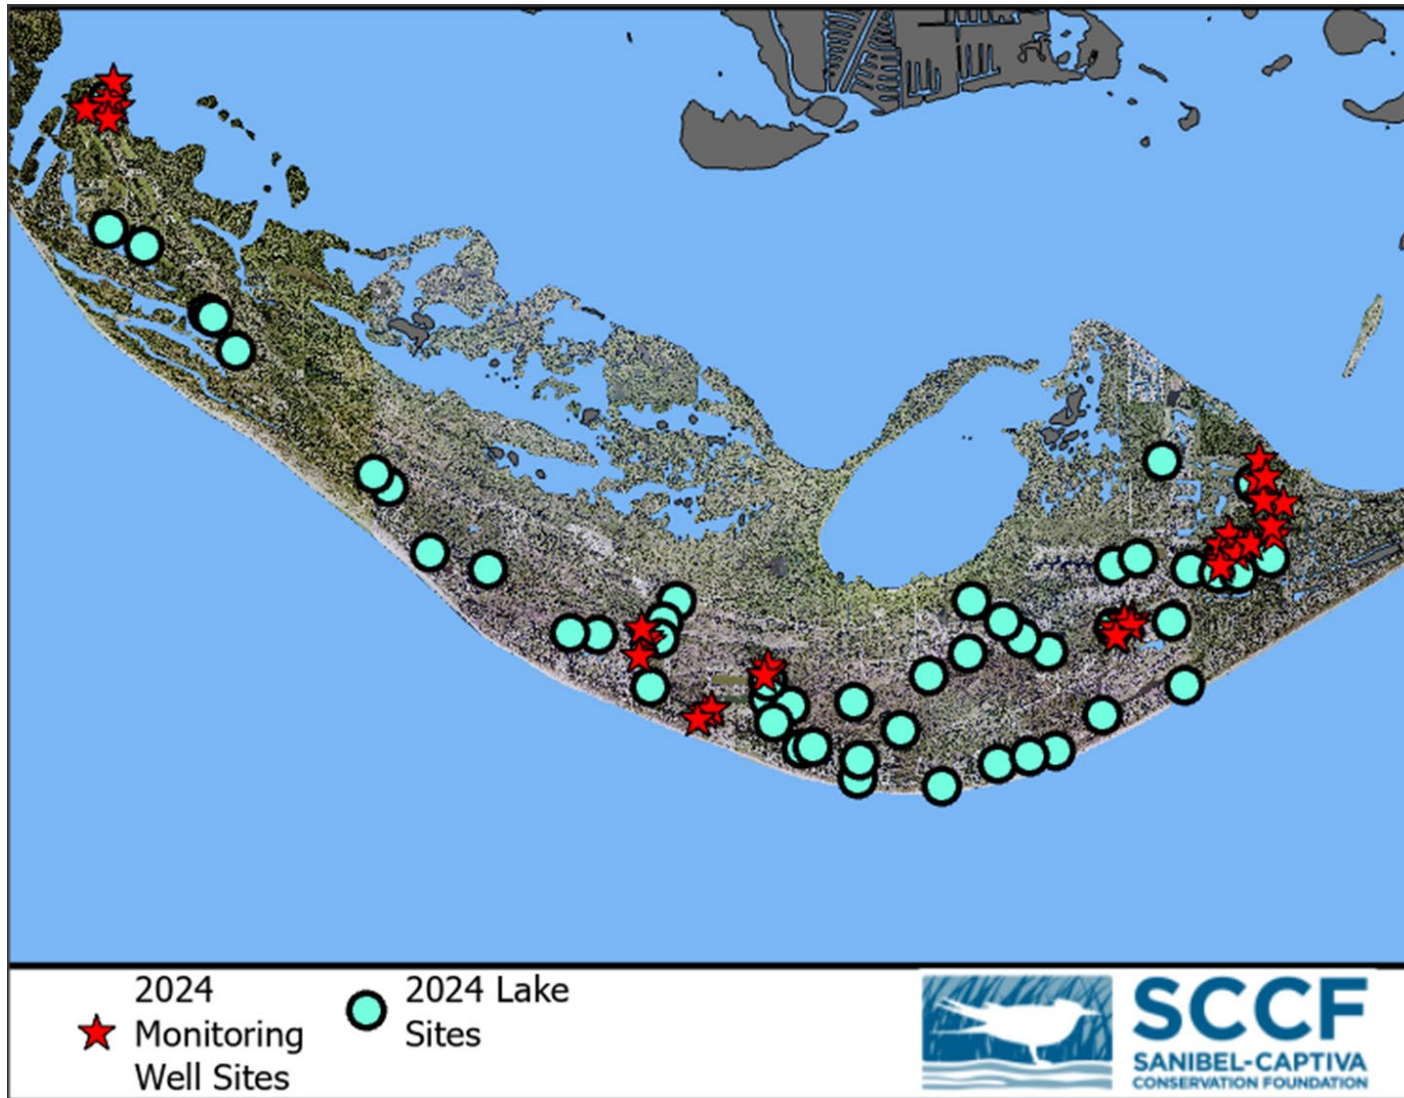 2024
Monitoring
Well Sites
2024 Lake
Sites
SCCF
SANIBEL-CAPTIVA
CONSERVATION FOUNDATION